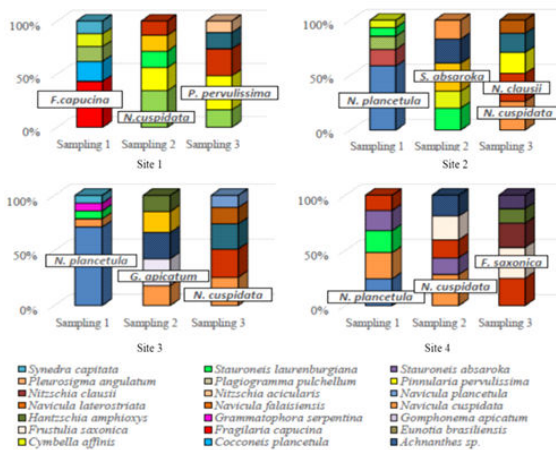 100%
50%
0%
F.capucina
N.cuspidata
P. pervulissima
Sampling 1 Sampling 2 Sampling 3
Site 1
100%
50%
0%
N. plancetula
S. absaroka
N. clausii
N. cuspidata
Sampling 1 Sampling 2 Sampling 3
Site 2
100%
50%
0%
N. plancetula
G. apicatum
N. cuspidata
Sampling 1 Sampling 2 Sampling 3
Site 3
100%
50%
0%
N. plancetula
N. cuspidata
F. saxonica
Sampling 1 Sampling 2 Sampling 3
Site 4
Synedra capitata Stauroneis laurenburgiana Stauroneis absaroka
Pleurosigma angulatum Plagiogramma pulchellum Pinnularia pervulissima
Nitzschia clausii Nitzschia acicularis Navicula plancetula
Navicula laterostriata Navicula falaisiensis Navicula cuspidata
Hantzschia amphioxys Grammatophora serpentina Gomphonema apicatum
Frustulia saxonica Fragilaria capucina Eunotia brasiliensis
Cymbella affinis Cocconeis plancetula Achnanthes sp.